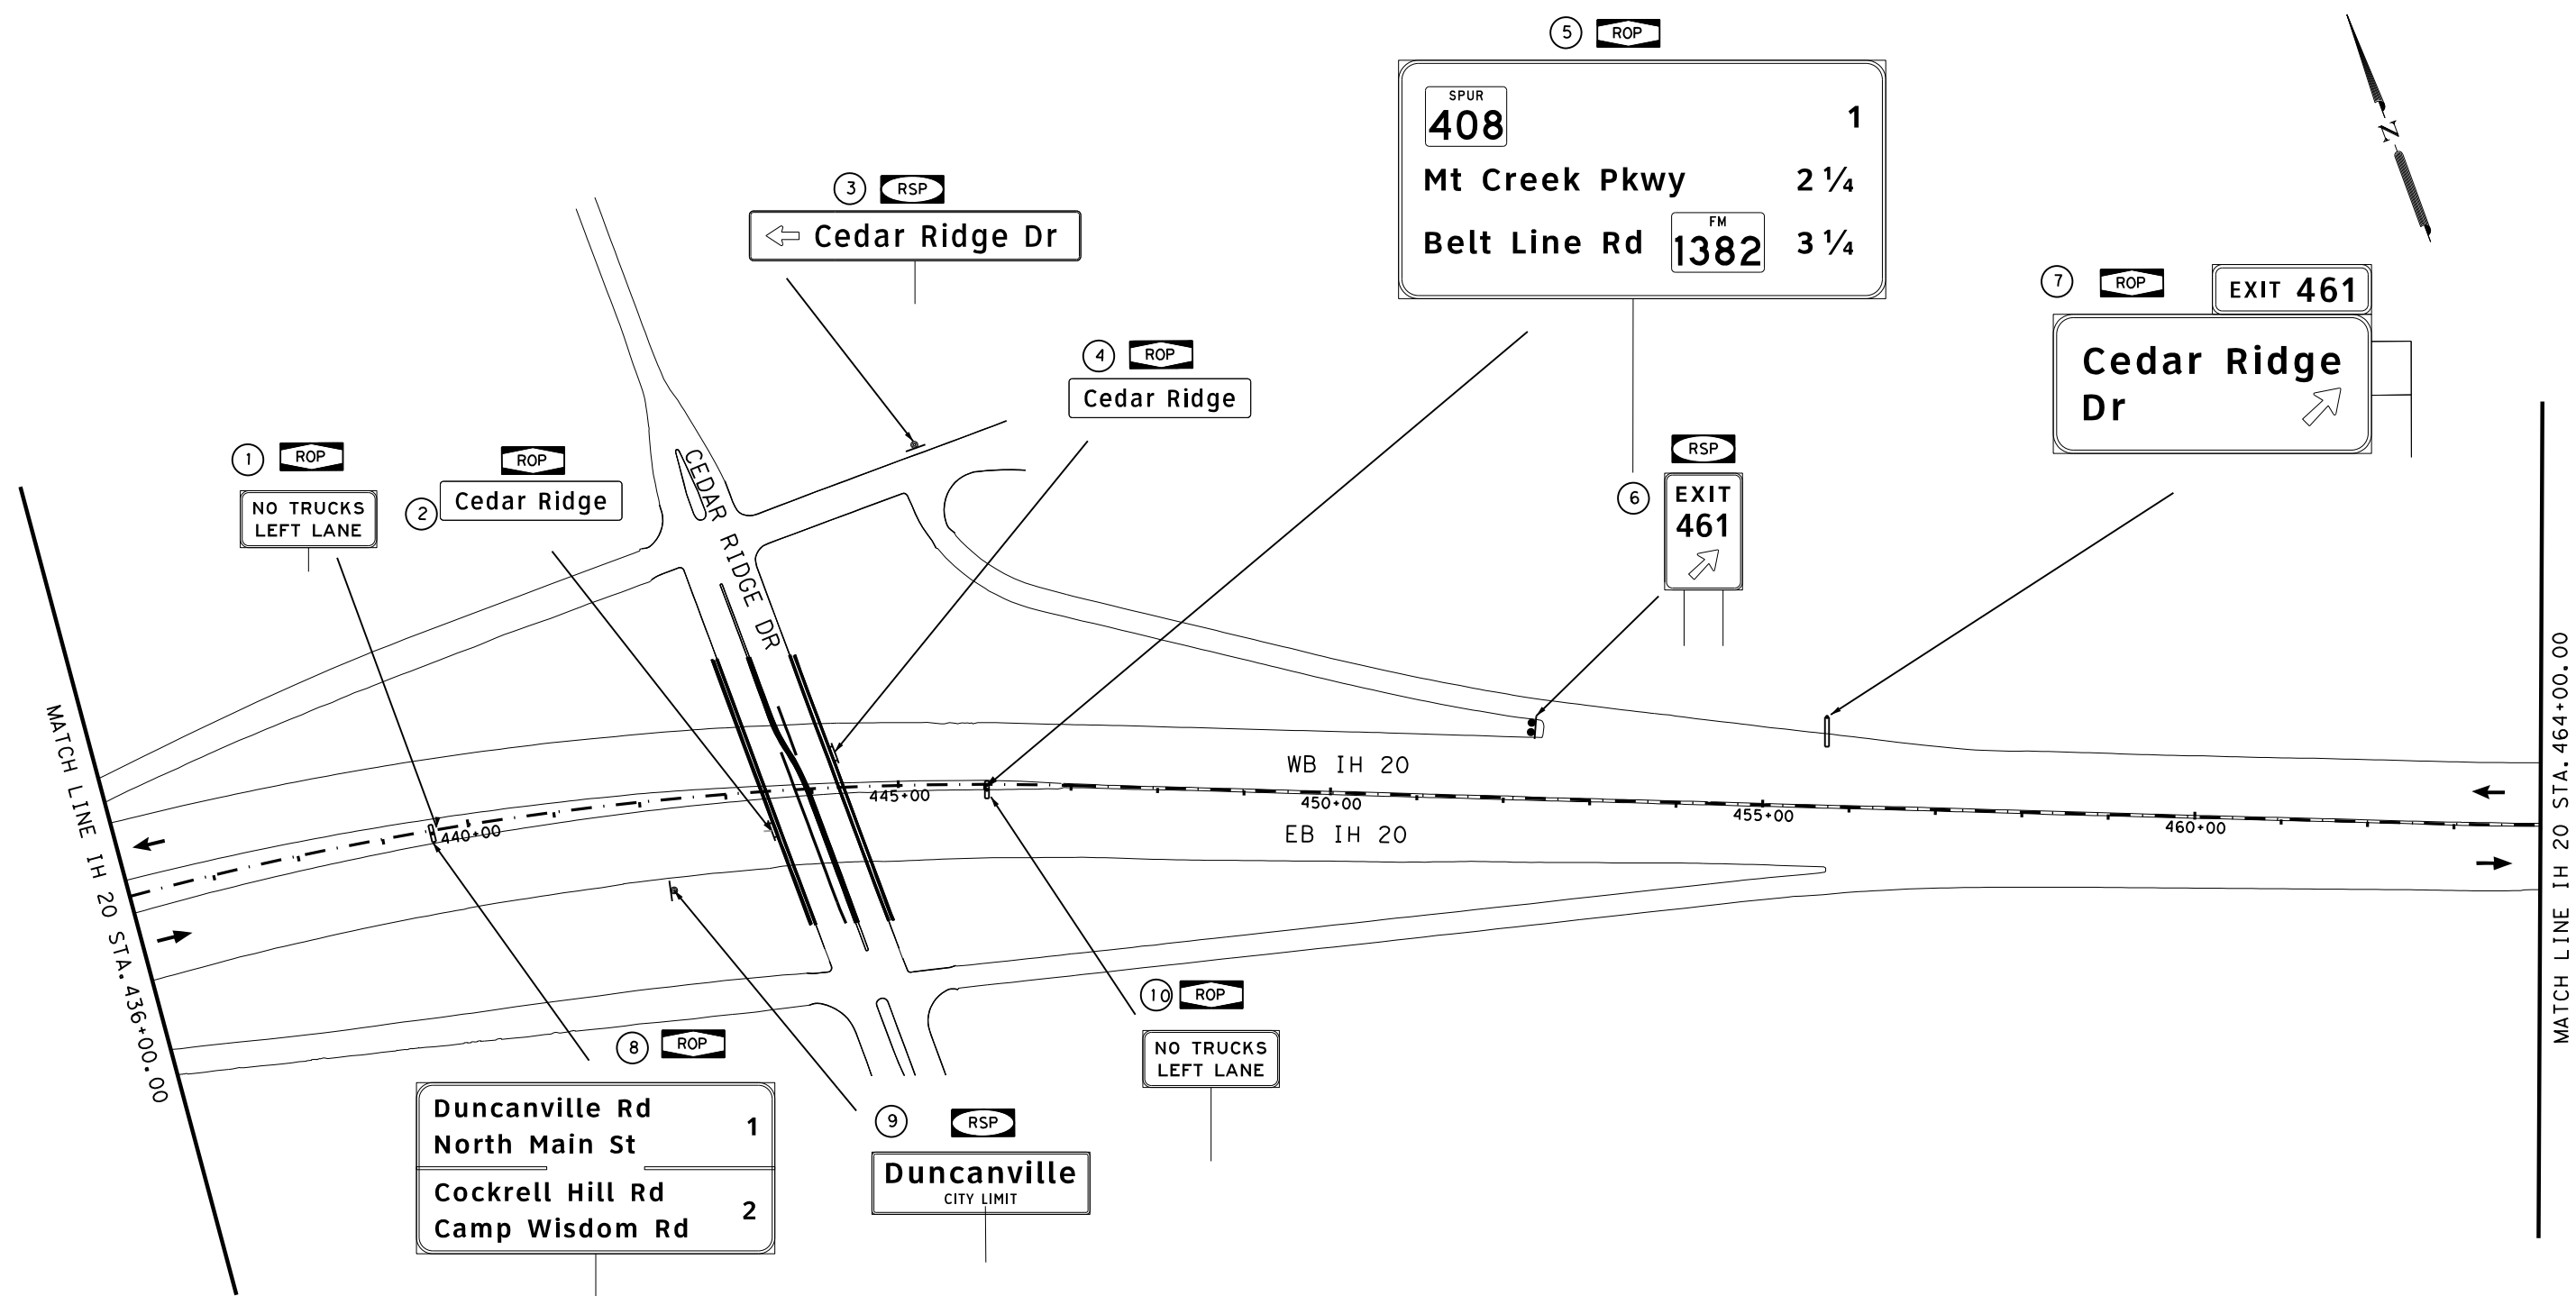 5 ROP
SPUR
408 1
Mt Creek Pkwy 2 ¼
Belt Line Rd FM 1382 3 ¼
N
3 RSP
Cedar Ridge Dr
7 ROP
EXIT 461
Cedar Ridge
Dr
4 ROP
Cedar Ridge
1 ROP
NO TRUCKS
LEFT LANE
ROP
2 Cedar Ridge
RSP
6 EXIT
461
CEDAR RIDGE DR
MATCH LINE IH 20 STA. 436+00.00
MATCH LINE IH 20 STA. 464+00.00
WB IH 20
440+00
445+00
450+00
455+00
460+00
EB IH 20
8 ROP
Duncanville Rd
North Main St 1
Cockrell Hill Rd
Camp Wisdom Rd 2
9 RSP
Duncanville
CITY LIMIT
10 ROP
NO TRUCKS
LEFT LANE